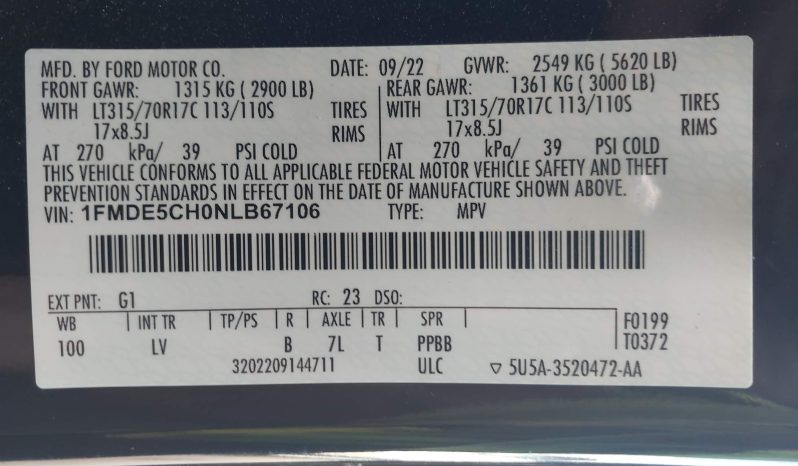 MFD. BY FORD MOTOR CO. DATE: 09/22 GVWR: 2549 KG ( 5620 LB)
FRONT GAWR: 1315 KG ( 2900 LB) REAR GAWR: 1361 KG ( 3000 LB)
WITH LT315/70R17C 113/110S TIRES WITH LT315/70R17C 113/110S TIRES
17x8.5J RIMS 17x8.5J RIMS
AT 270 kPa/ 39 PSI COLD AT 270 kPa/ 39 PSI COLD
THIS VEHICLE CONFORMS TO ALL APPLICABLE FEDERAL MOTOR VEHICLE SAFETY AND THEFT
PREVENTION STANDARDS IN EFFECT ON THE DATE OF MANUFACTURE SHOWN ABOVE.
VIN: 1FMDE5CH0NLB67106 TYPE: MPV
EXT PNT: G1 RC: 23 DSO:
WB | INT TR | TP/PS | R | AXLE | TR | SPR | F0199
100 LV B 7L T PPBB T0372
3202209144711 ULC ▽ 5U5A-3520472-AA